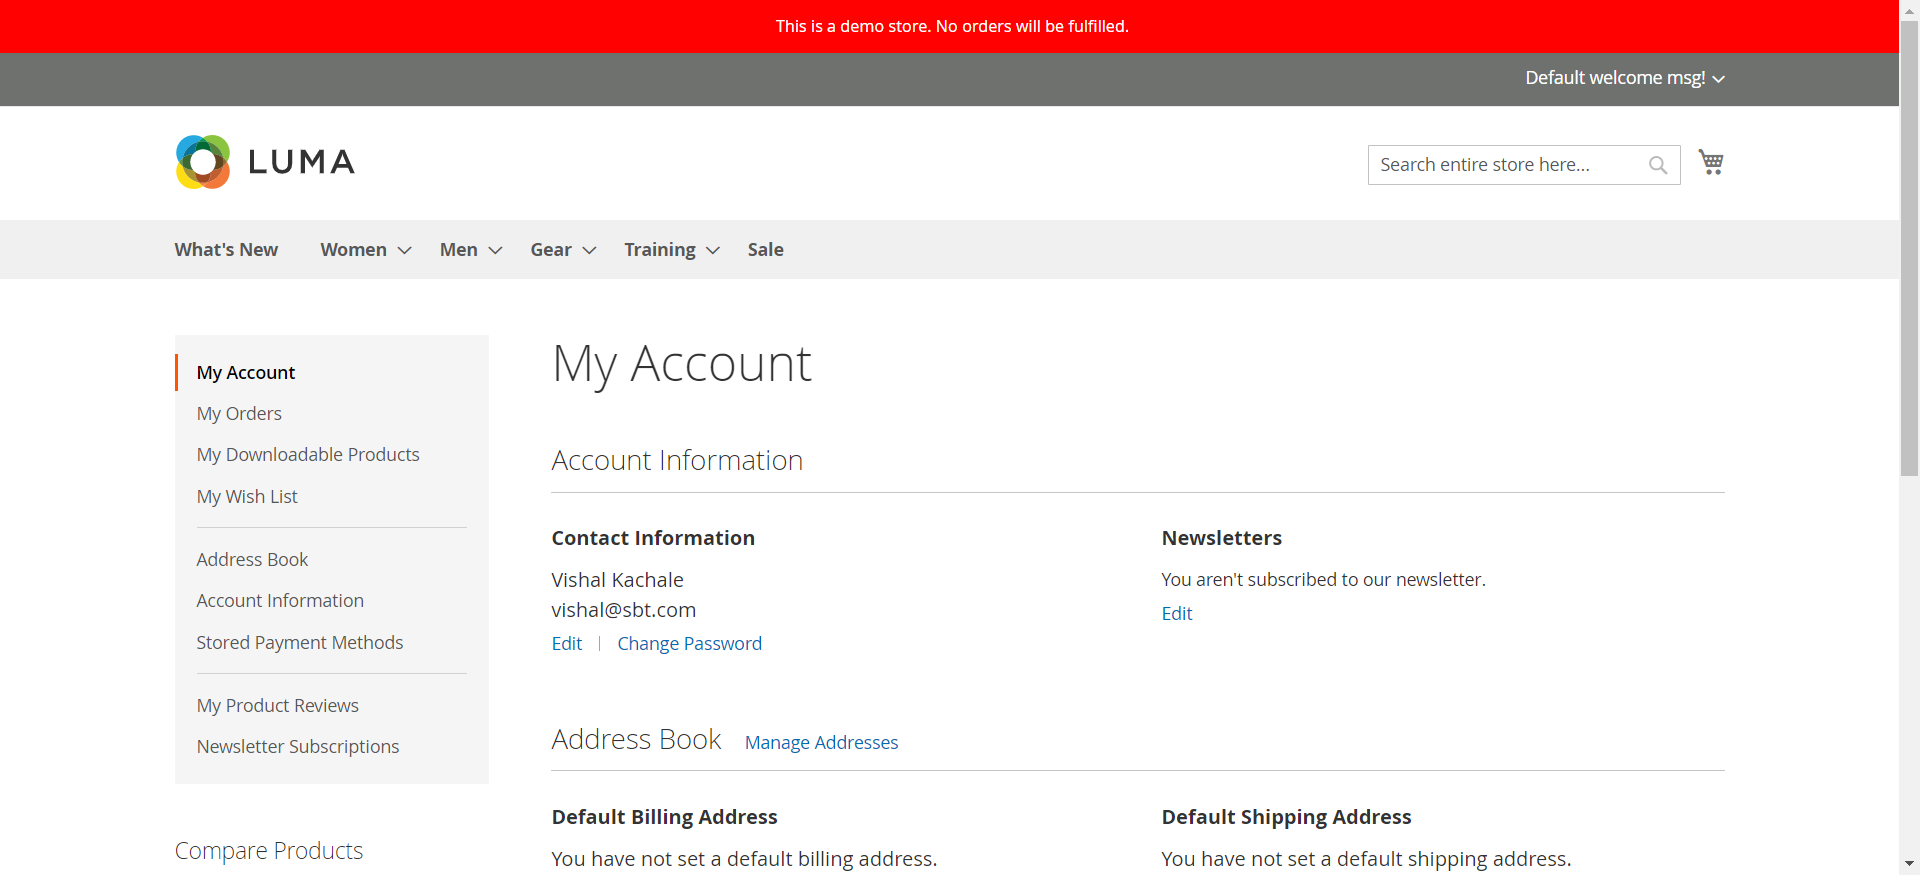 This is a demo store. No orders will be fulfilled.
Default welcome msg!
LUMA
Search entire store here...
What's New Women Men Gear Training Sale
My Account
My Orders
My Downloadable Products
My Wish List
Address Book
Account Information
Stored Payment Methods
My Product Reviews
Newsletter Subscriptions
Compare Products
My Account
Account Information
Contact Information
Vishal Kachale
vishal@sbt.com
Edit | Change Password
Newsletters
You aren't subscribed to our newsletter.
Edit
Address Book Manage Addresses
Default Billing Address
You have not set a default billing address.
Default Shipping Address
You have not set a default shipping address.